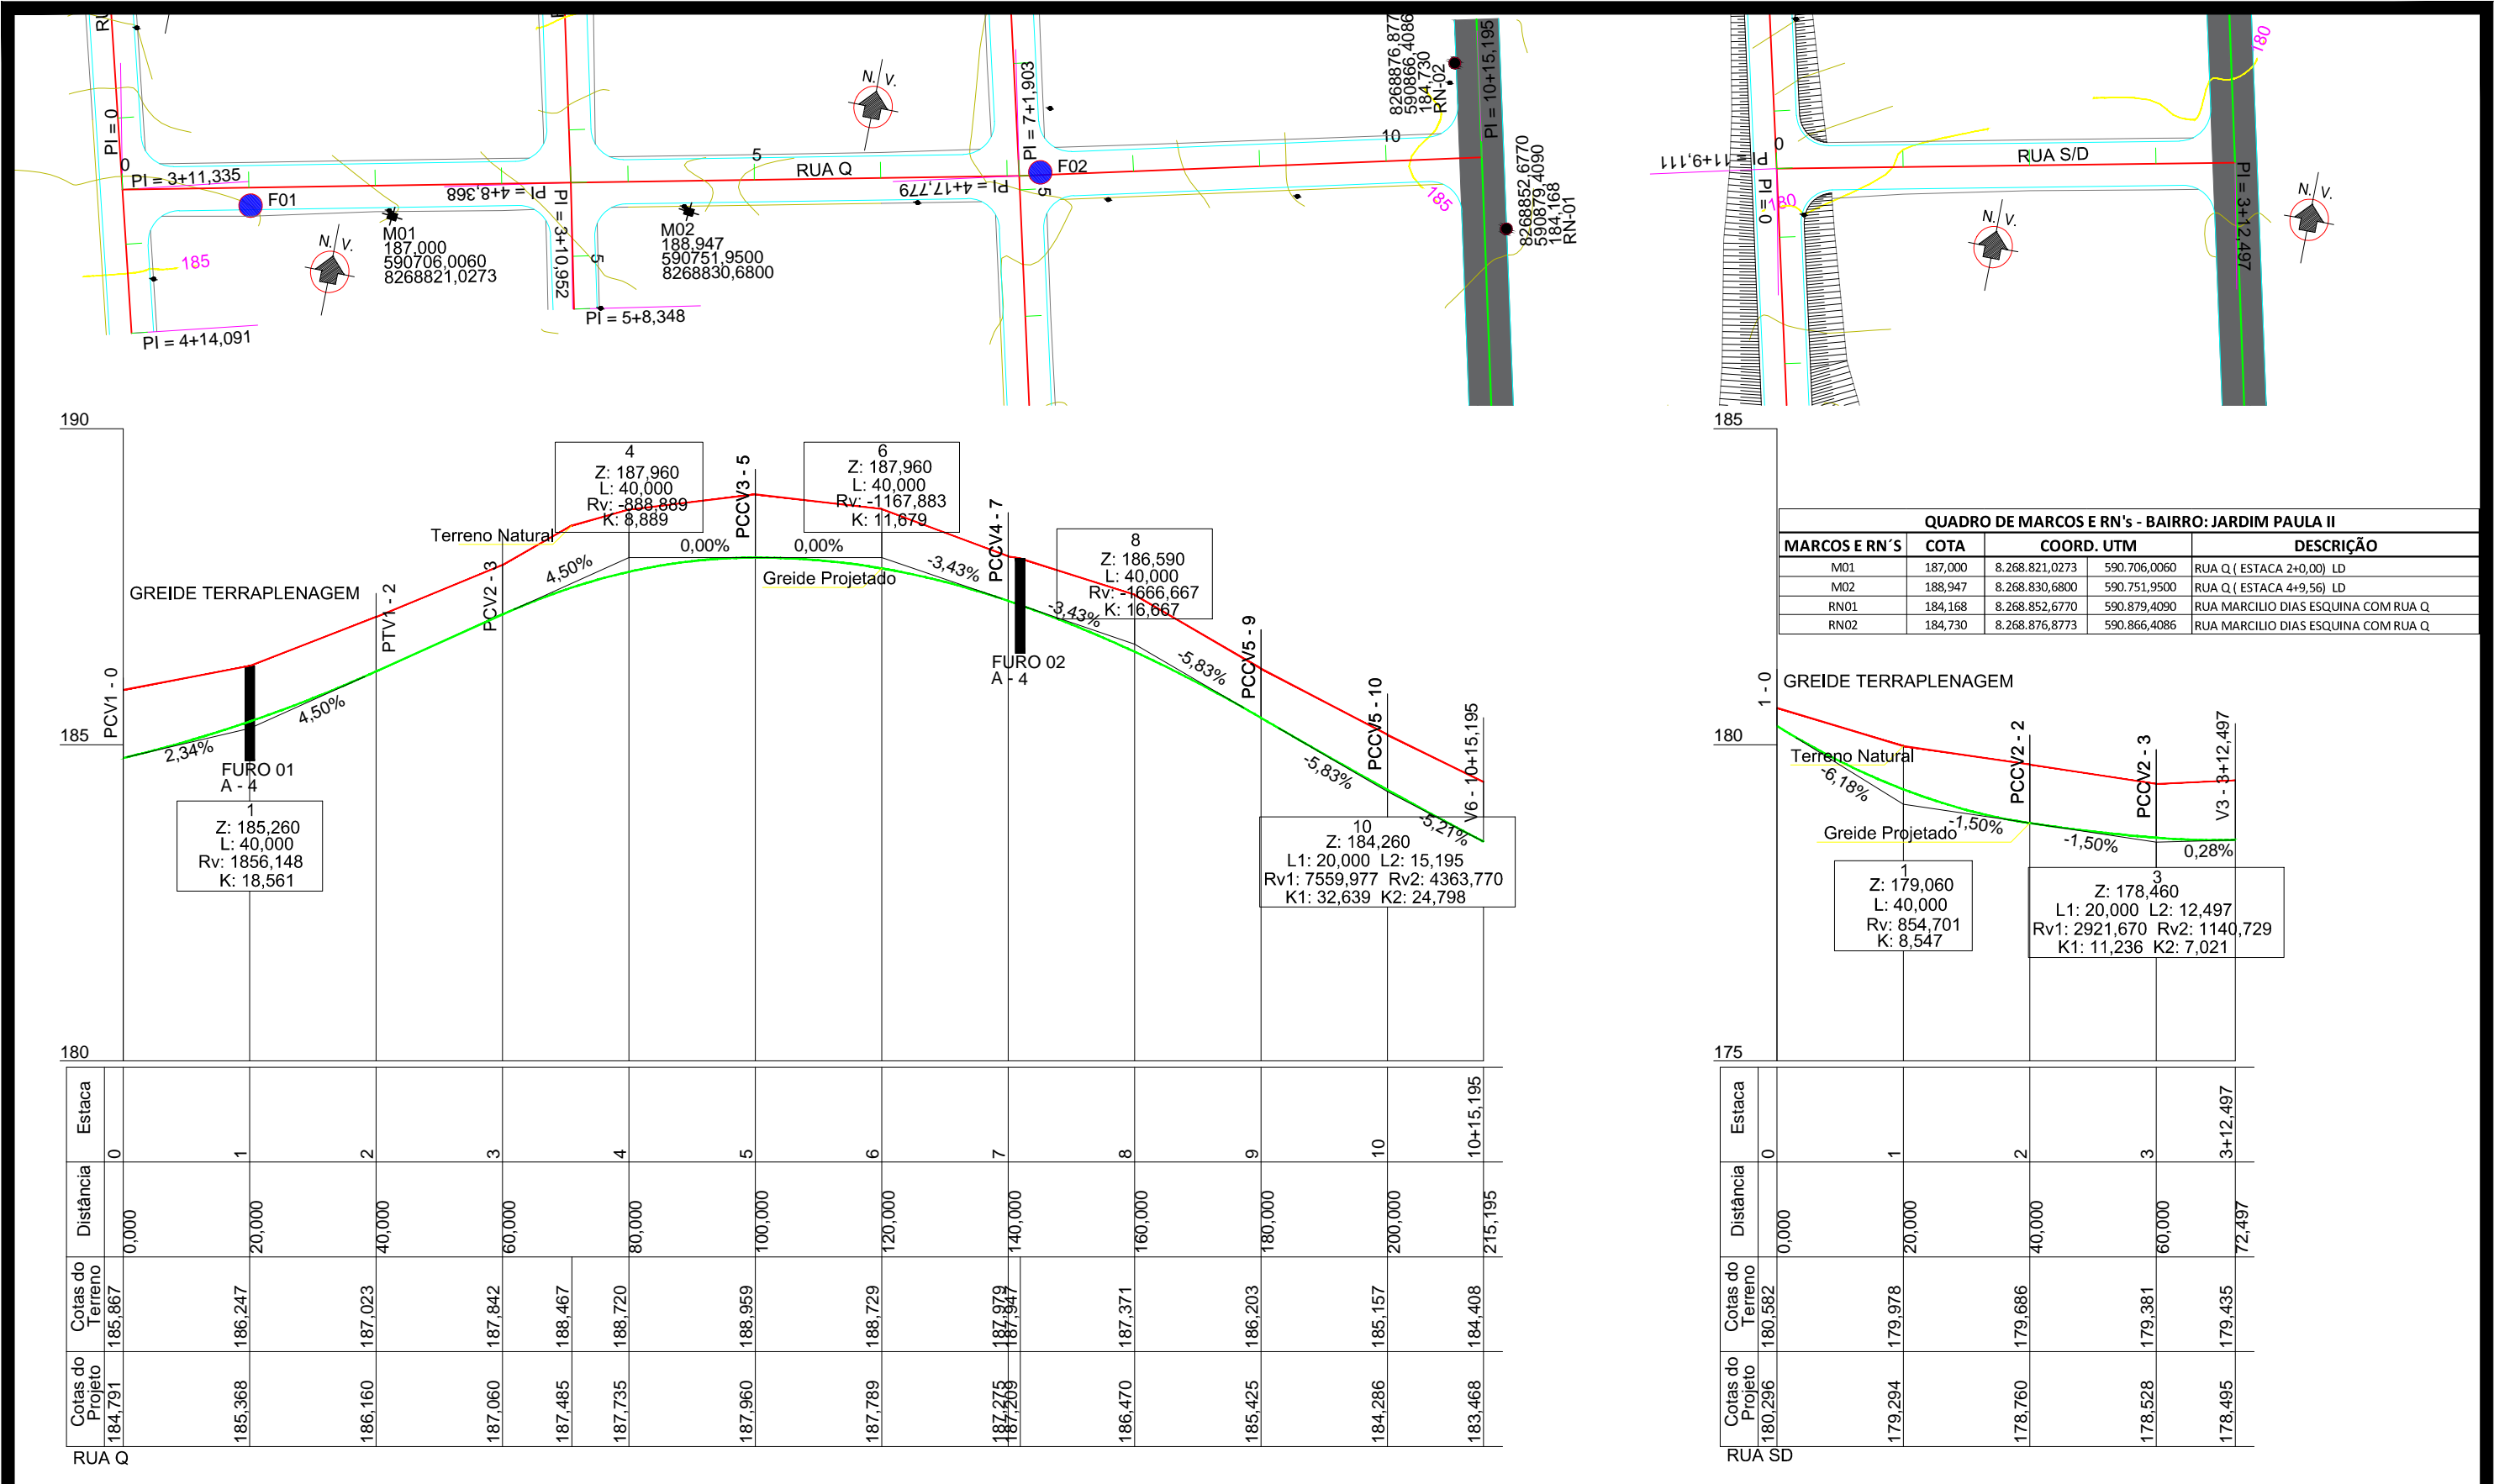 PI = 0
0
PI = 3+11,335
F01
185
PI = 4+14,091
N. V.
M01
187,000
590706,0060
8268821,0273
PI = 4+8,368
PI = 3+10,952
5
PI = 5+8,348
M02
188,947
590751,9500
8268830,6800
5
RUA Q
N. V.
PI = 7+1,903
PI = 4+17,779
F02
5
10
8268876,877
590866,4086
184,730
RN-02
PI = 10+15,195
185
8268852,6770
590879,4090
184,168
RN-01
PI = 11+9,111
0
PI = 0
180
RUA S/D
N. V.
180
PI = 3+12,497
N. V.
190
185
180
GREIDE TERRAPLENAGEM
Terreno Natural
Greide Projetado
PCV1 - 0
PTV1 - 2
PCV2 - 3
PCCV3 - 5
PCCV4 - 7
PCCV5 - 9
PCCV5 - 10
V6 - 10+15,195
2,34%
4,50%
4,50%
0,00%
0,00%
-3,43%
-3,43%
-5,83%
-5,83%
-5,21%
FURO 01
A - 4
FURO 02
A - 4
1
Z: 185,260
L: 40,000
Rv: 1856,148
K: 18,561
4
Z: 187,960
L: 40,000
Rv: -888,889
K: 8,889
6
Z: 187,960
L: 40,000
Rv: -1167,883
K: 11,679
8
Z: 186,590
L: 40,000
Rv: -1666,667
K: 16,667
10
Z: 184,260
L1: 20,000 L2: 15,195
Rv1: 7559,977 Rv2: 4363,770
K1: 32,639 K2: 24,798
Estaca 0 1 2 3 4 5 6 7 8 9 10 10+15,195
Distância 0,000 20,000 40,000 60,000 80,000 100,000 120,000 140,000 160,000 180,000 200,000 215,195
Cotas do Terreno 185,867 186,247 187,023 187,842 188,467 188,720 188,959 188,729 187,979 187,947 187,371 186,203 185,157 184,408
Cotas do Projeto 184,791 185,368 186,160 187,060 187,485 187,735 187,960 187,789 187,275 187,209 186,470 185,425 184,286 183,468
RUA Q
185
180
175
QUADRO DE MARCOS E RN's - BAIRRO: JARDIM PAULA II
MARCOS E RN´S COTA COORD. UTM DESCRIÇÃO
M01 187,000 8.268.821,0273 590.706,0060 RUA Q ( ESTACA 2+0,00) LD
M02 188,947 8.268.830,6800 590.751,9500 RUA Q ( ESTACA 4+9,56) LD
RN01 184,168 8.268.852,6770 590.879,4090 RUA MARCILIO DIAS ESQUINA COM RUA Q
RN02 184,730 8.268.876,8773 590.866,4086 RUA MARCILIO DIAS ESQUINA COM RUA Q
GREIDE TERRAPLENAGEM
1 - 0
Terreno Natural
-6,18%
Greide Projetado
-1,50%
PCCV2 - 2
-1,50%
PCCV2 - 3
0,28%
V3 - 3+12,497
1
Z: 179,060
L: 40,000
Rv: 854,701
K: 8,547
3
Z: 178,460
L1: 20,000 L2: 12,497
Rv1: 2921,670 Rv2: 1140,729
K1: 11,236 K2: 7,021
Estaca 0 1 2 3 3+12,497
Distância 0,000 20,000 40,000 60,000 72,497
Cotas do Terreno 180,582 179,978 179,686 179,381 179,435
Cotas do Projeto 180,296 179,294 178,760 178,528 178,495
RUA SD